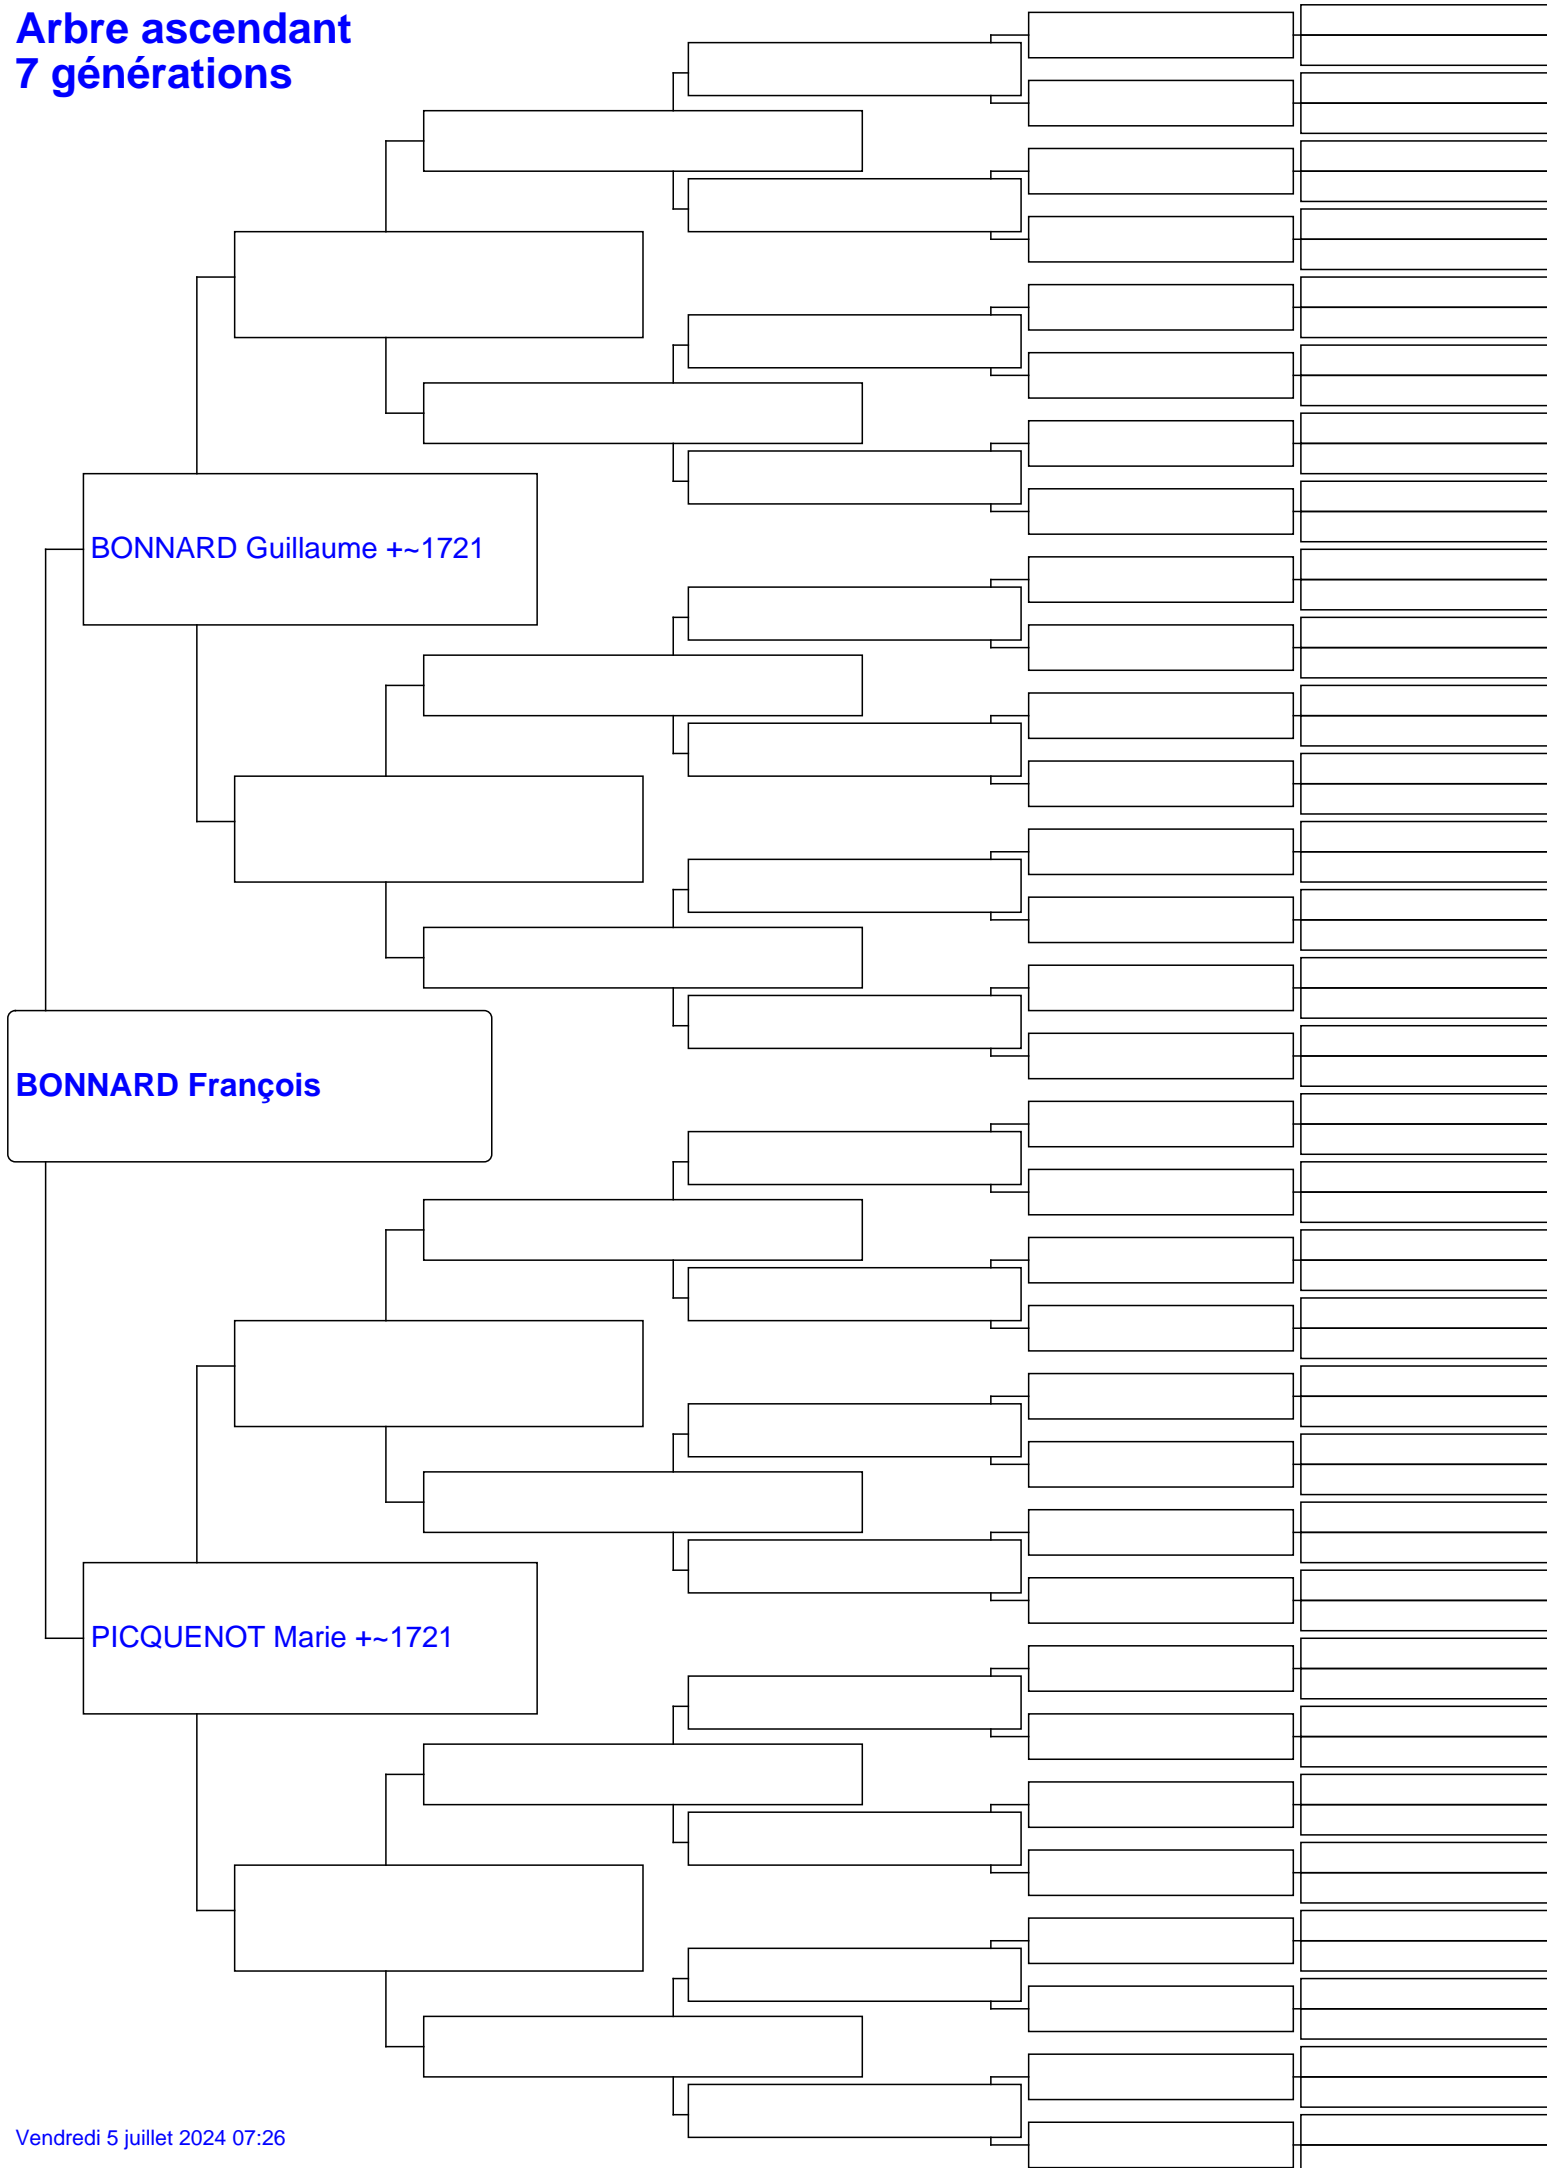 Arbre ascendant
7 générations
BONNARD Guillaume +~1721
BONNARD François
PICQUENOT Marie +~1721
Vendredi 5 juillet 2024 07:26